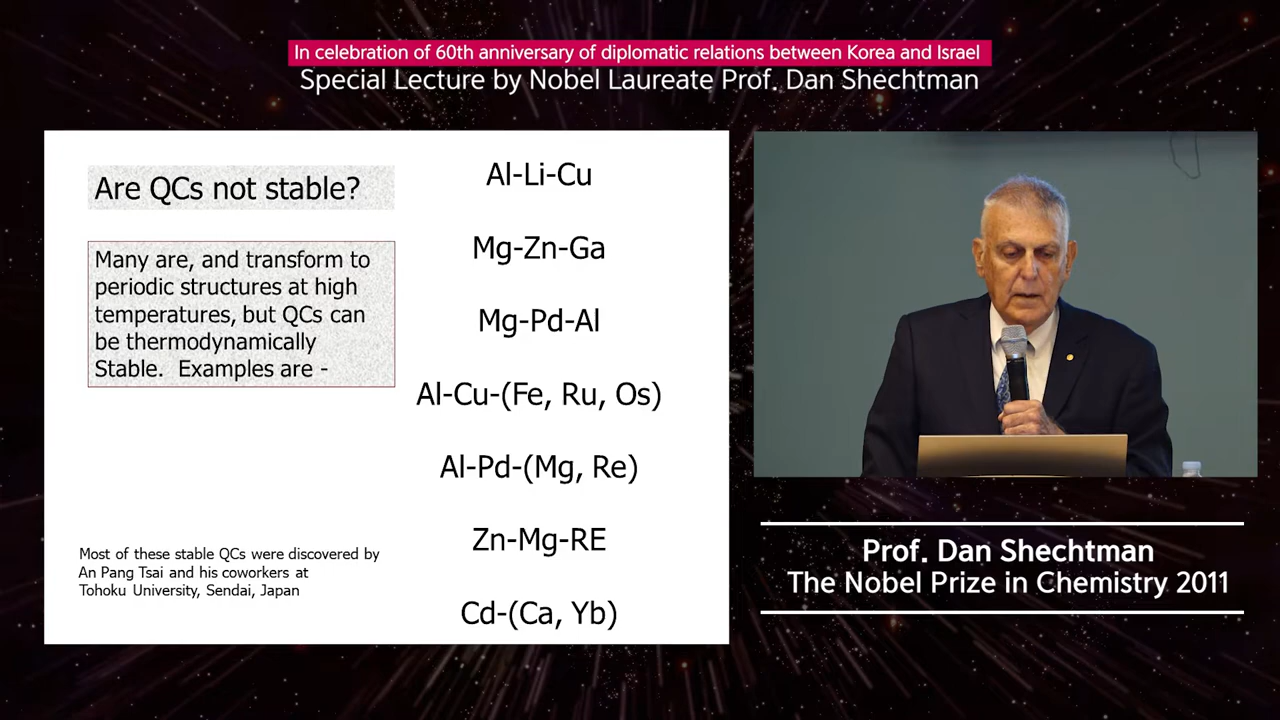 In celebration of 60th anniversary of diplomatic relations between Korea and Israel
Special Lecture by Nobel Laureate Prof. Dan Shechtman
Are QCs not stable?
Many are, and transform to
periodic structures at high
temperatures, but QCs can
be thermodynamically
Stable.  Examples are -
Most of these stable QCs were discovered by
An Pang Tsai and his coworkers at
Tohoku University, Sendai, Japan
Al-Li-Cu
Mg-Zn-Ga
Mg-Pd-Al
Al-Cu-(Fe, Ru, Os)
Al-Pd-(Mg, Re)
Zn-Mg-RE
Cd-(Ca, Yb)
Prof. Dan Shechtman
The Nobel Prize in Chemistry 2011